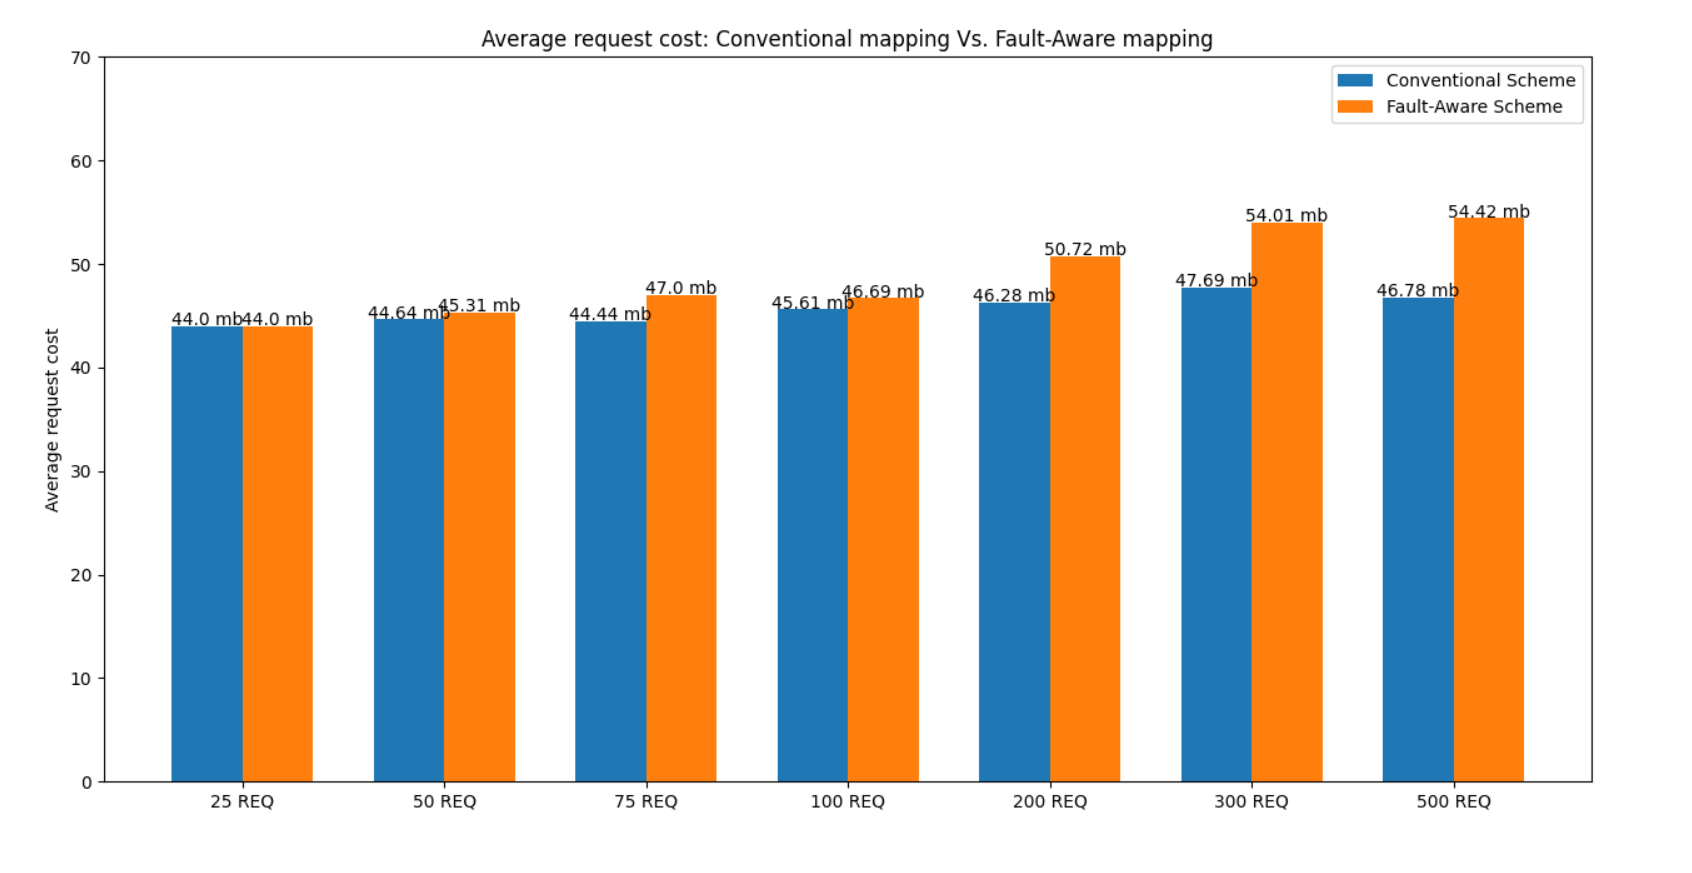 Average request cost: Conventional mapping Vs. Fault-Aware mapping
Conventional Scheme
Fault-Aware Scheme
Average request cost
70
60
50
40
30
20
10
0
44.0 mb
44.0 mb
44.64 mb
45.31 mb
44.44 mb
47.0 mb
45.61 mb
46.69 mb
46.28 mb
50.72 mb
47.69 mb
54.01 mb
46.78 mb
54.42 mb
25 REQ
50 REQ
75 REQ
100 REQ
200 REQ
300 REQ
500 REQ